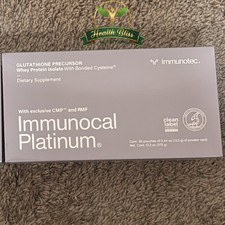 Health Bliss
GLUTATHIONE PRECURSOR
Whey Protein Isolate With Bonded Cysteine™
Dietary Supplement
Immunotec®
With exclusive CMP™ and RMF
Immunocal
Platinum®
clean
label